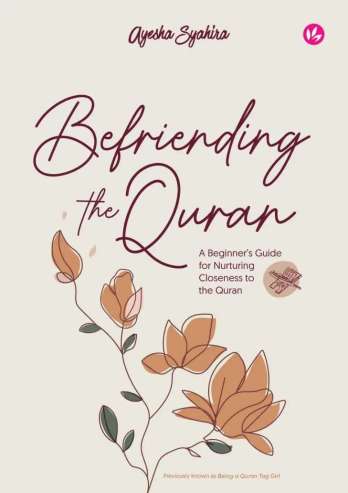 Ayesha Syahira
Befriending
the Quran
A Beginner's Guide
for Nurturing
Closeness to
the Quran
Previously known as Being a Quran Tag Girl